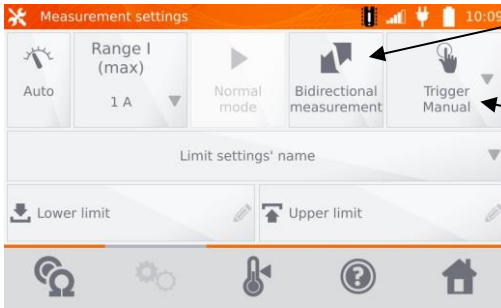 Measurement settings 10:09
Auto
Range I
(max)
1 A
Normal
mode
Bidirectional
measurement
Trigger
Manual
Limit settings' name
Lower limit
Upper limit